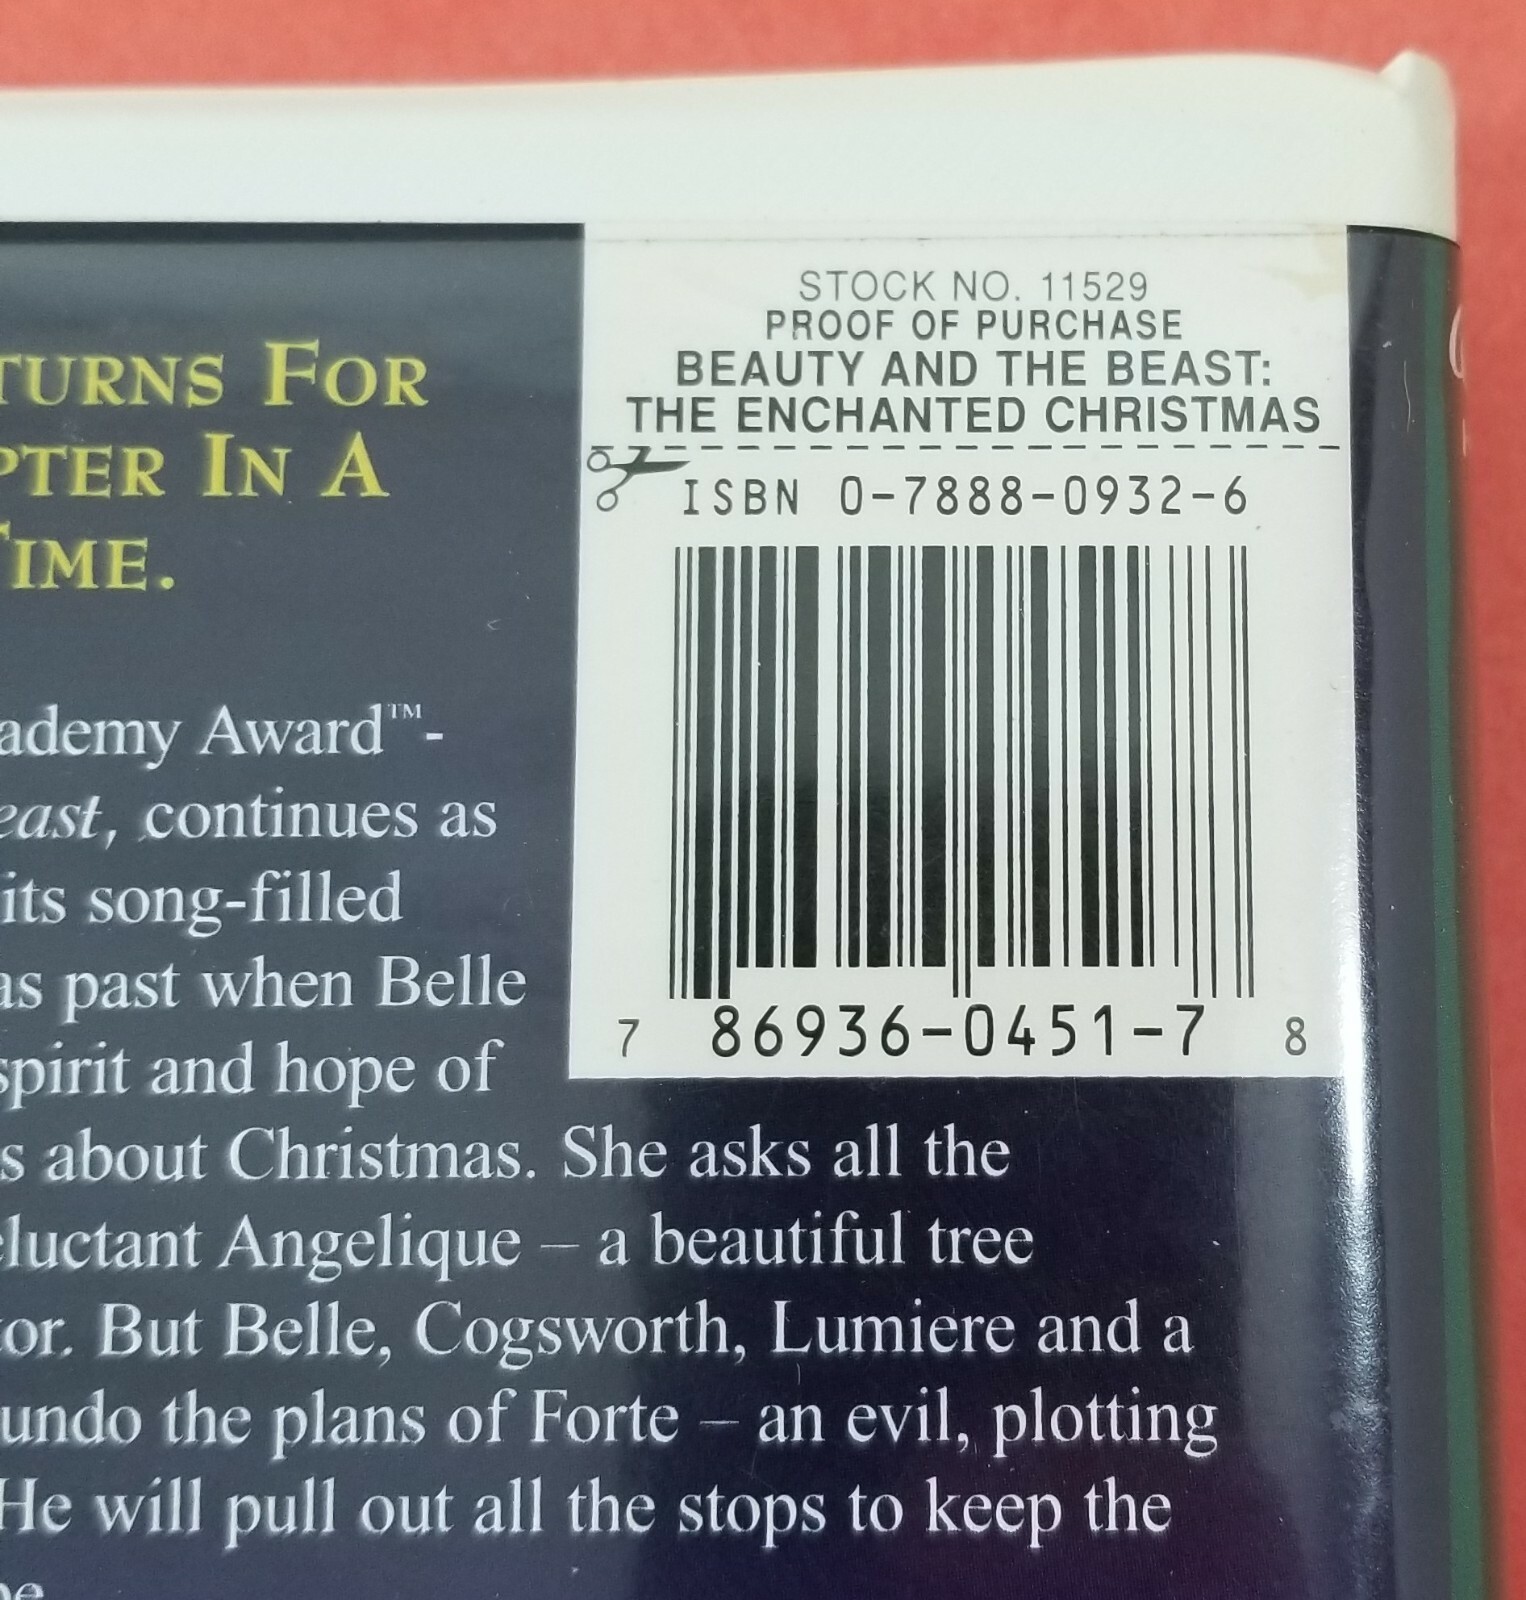 STOCK NO. 11529
PROOF OF PURCHASE
BEAUTY AND THE BEAST:
THE ENCHANTED CHRISTMAS
ISBN 0-7888-0932-6
7 86936-0451-7 8
TURNS FOR
PTER IN A
TIME.
ademy Award™-
east, continues as
its song-filled
as past when Belle
spirit and hope of
s about Christmas. She asks all the
eluctant Angelique – a beautiful tree
tor. But Belle, Cogsworth, Lumiere and a
undo the plans of Forte – an evil, plotting
He will pull out all the stops to keep the